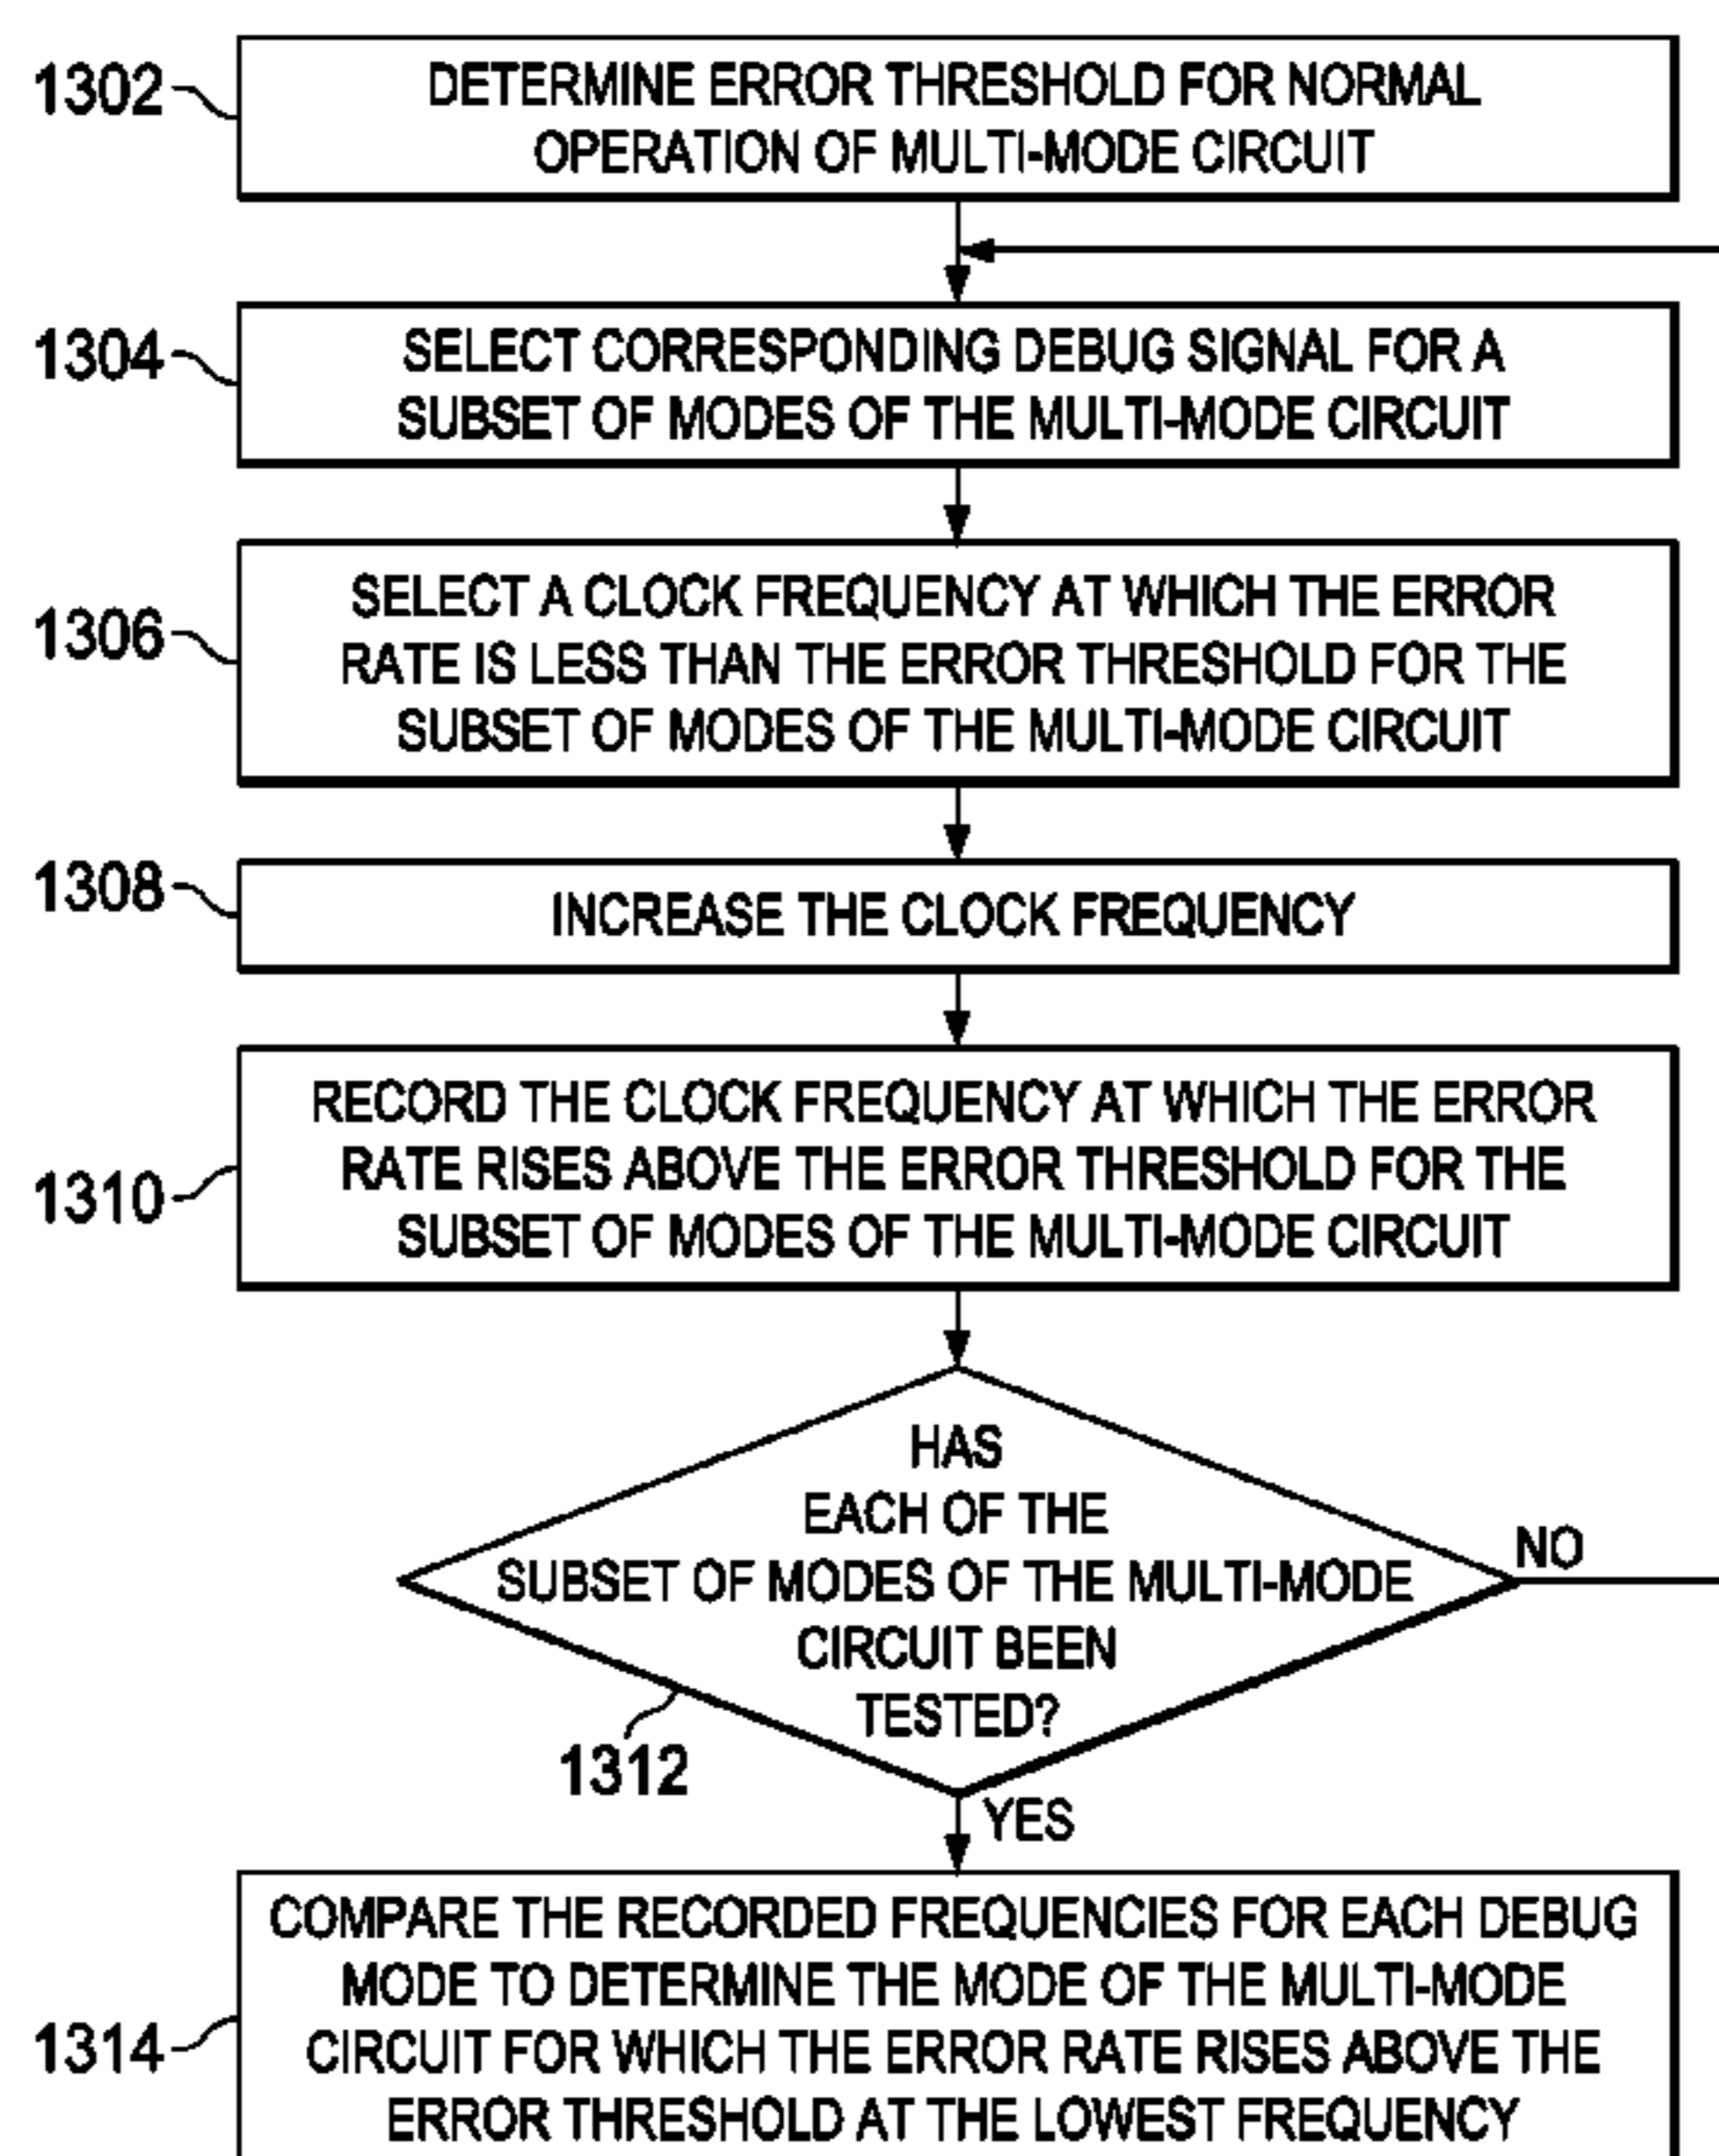 1302
DETERMINE ERROR THRESHOLD FOR NORMAL
OPERATION OF MULTI-MODE CIRCUIT
1304
SELECT CORRESPONDING DEBUG SIGNAL FOR A
SUBSET OF MODES OF THE MULTI-MODE CIRCUIT
1306
SELECT A CLOCK FREQUENCY AT WHICH THE ERROR
RATE IS LESS THAN THE ERROR THRESHOLD FOR THE
SUBSET OF MODES OF THE MULTI-MODE CIRCUIT
1308
INCREASE THE CLOCK FREQUENCY
1310
RECORD THE CLOCK FREQUENCY AT WHICH THE ERROR
RATE RISES ABOVE THE ERROR THRESHOLD FOR THE
SUBSET OF MODES OF THE MULTI-MODE CIRCUIT
HAS
EACH OF THE
SUBSET OF MODES OF THE MULTI-MODE
CIRCUIT BEEN
TESTED?
NO
1312
YES
1314
COMPARE THE RECORDED FREQUENCIES FOR EACH DEBUG
MODE TO DETERMINE THE MODE OF THE MULTI-MODE
CIRCUIT FOR WHICH THE ERROR RATE RISES ABOVE THE
ERROR THRESHOLD AT THE LOWEST FREQUENCY